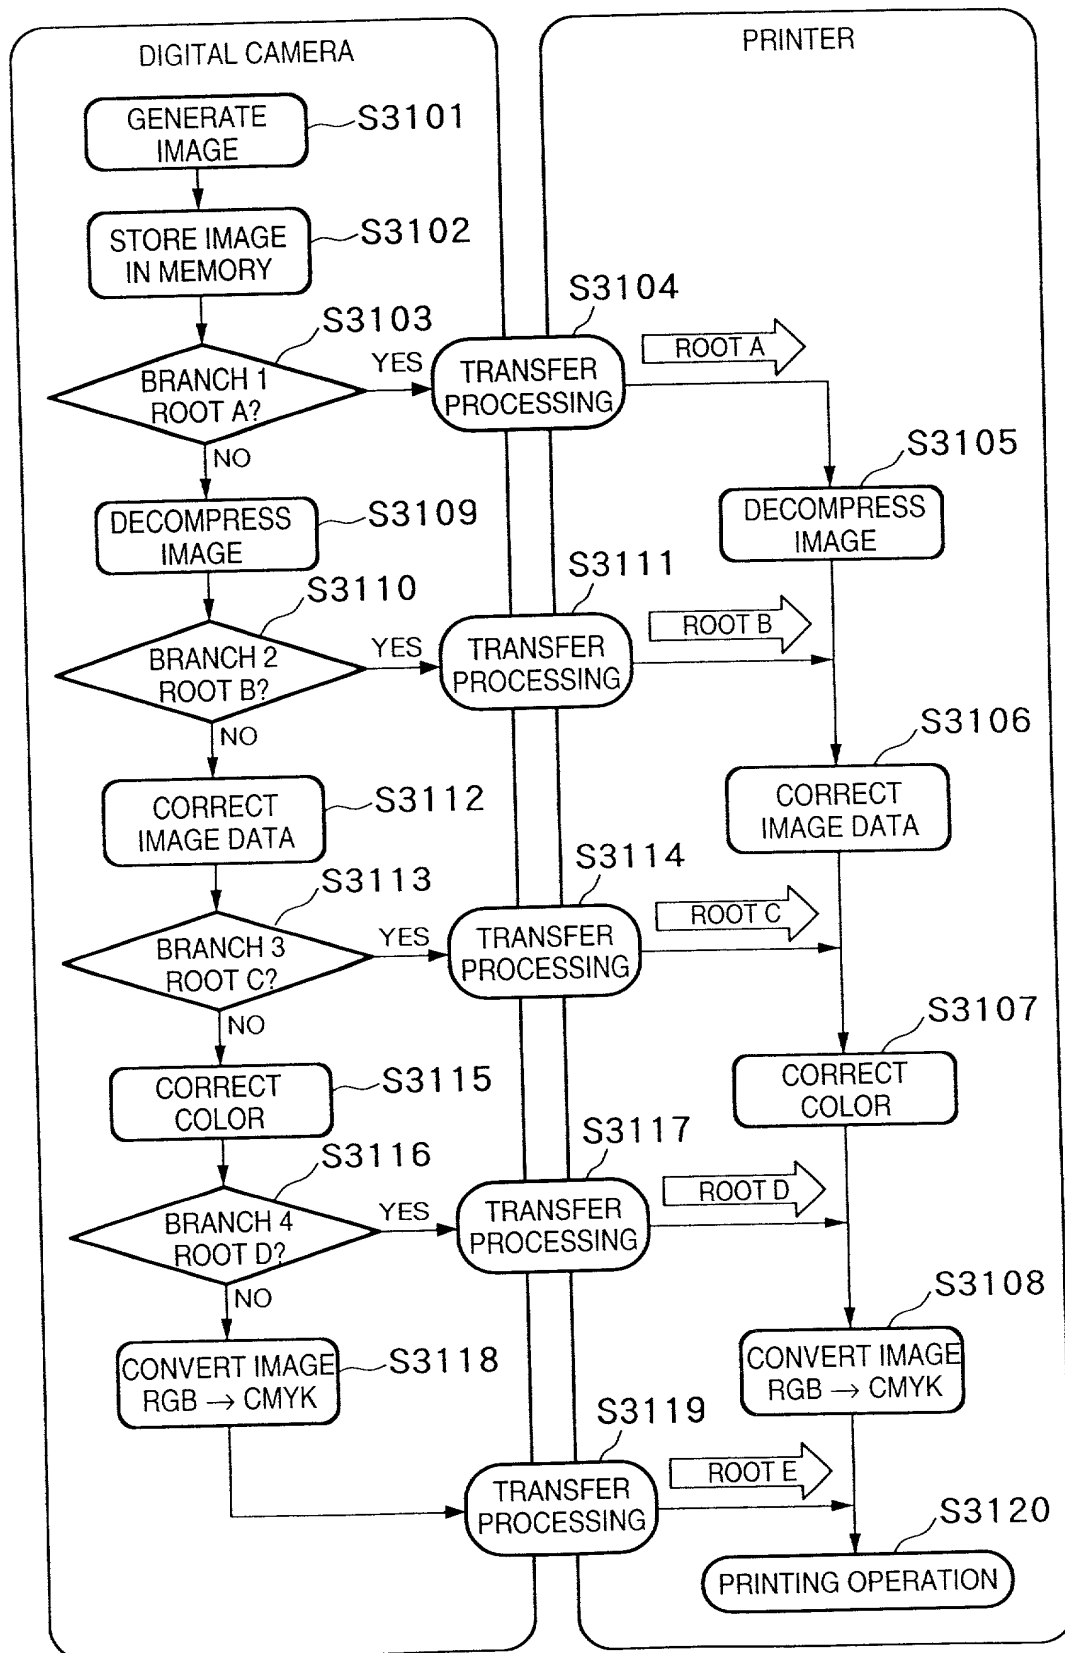 DIGITAL CAMERA
PRINTER
GENERATE
IMAGE
S3101
STORE IMAGE
IN MEMORY
S3102
S3103
S3104
BRANCH 1
ROOT A?
YES
TRANSFER
PROCESSING
ROOT A
NO
S3105
DECOMPRESS
IMAGE
S3109
DECOMPRESS
IMAGE
S3110
S3111
BRANCH 2
ROOT B?
YES
TRANSFER
PROCESSING
ROOT B
NO
S3106
CORRECT
IMAGE DATA
S3112
CORRECT
IMAGE DATA
S3113
S3114
BRANCH 3
ROOT C?
YES
TRANSFER
PROCESSING
ROOT C
NO
S3107
CORRECT
COLOR
S3115
CORRECT
COLOR
S3116
S3117
BRANCH 4
ROOT D?
YES
TRANSFER
PROCESSING
ROOT D
NO
S3108
CONVERT IMAGE
RGB → CMYK
S3118
CONVERT IMAGE
RGB → CMYK
S3119
TRANSFER
PROCESSING
ROOT E
S3120
PRINTING OPERATION